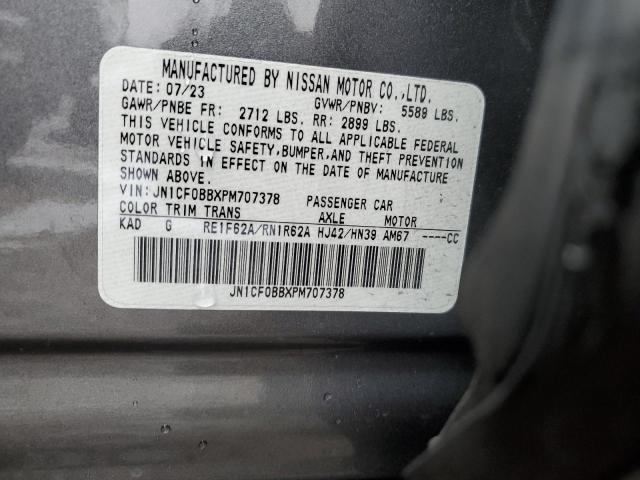 MANUFACTURED BY NISSAN MOTOR CO.,LTD.
DATE: 07/23 GVWR/PNBV: 5589 LBS.
GAWR/PNBE FR: 2712 LBS. RR: 2899 LBS.
THIS VEHICLE CONFORMS TO ALL APPLICABLE FEDERAL
MOTOR VEHICLE SAFETY,BUMPER,AND THEFT PREVENTION
STANDARDS IN EFFECT ON THE DATE OF MANUFACTURE
SHOWN ABOVE.
VIN: JN1CF0BBXPM707378 PASSENGER CAR
COLOR TRIM TRANS AXLE MOTOR
KAD G RE1F62A/RN1R62A HJ42/HN39 AM67 ----CC
JN1CF0BBXPM707378